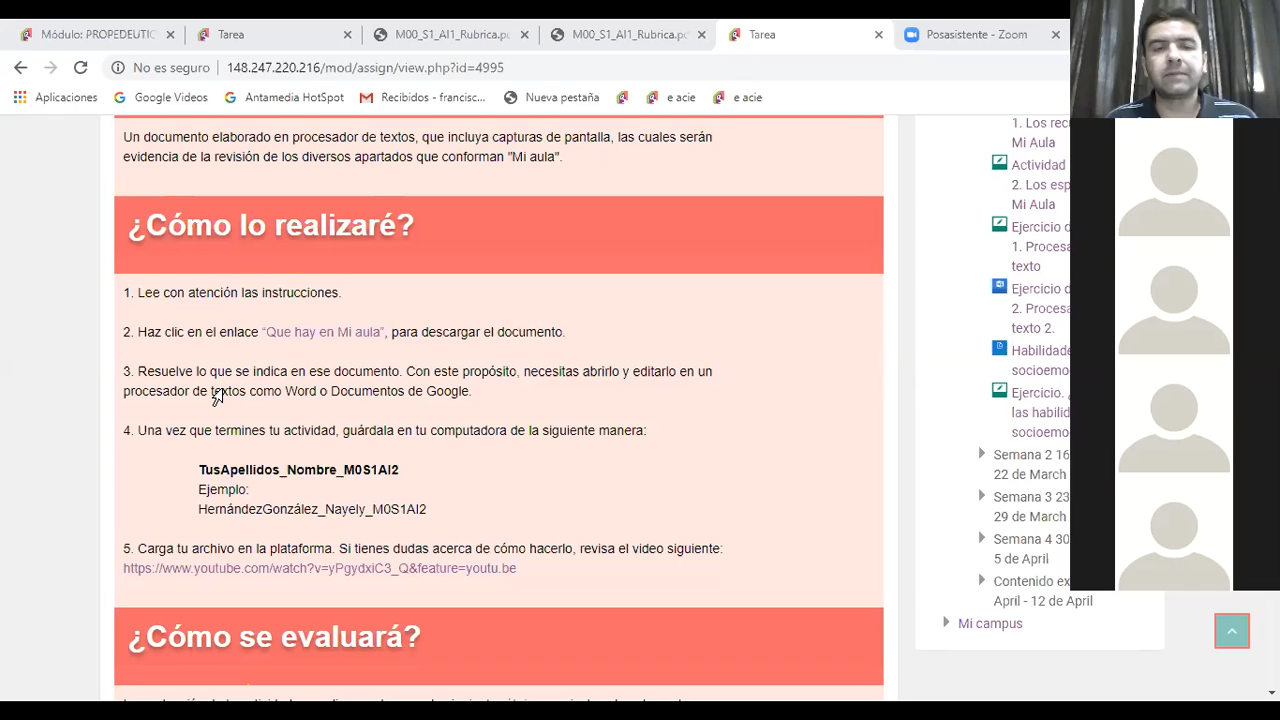 Módulo: PROPEDEUTIC
Tarea
M00_S1_AI1_Rubrica.pd
M00_S1_AI1_Rubrica.pd
Tarea
Posasistente - Zoom
No es seguro
148.247.220.216/mod/assign/view.php?id=4995
Aplicaciones
Google Videos
Antamedia HotSpot
Recibidos - francisc...
Nueva pestaña
e acie
e acie
Un documento elaborado en procesador de textos, que incluya capturas de pantalla, las cuales serán
evidencia de la revisión de los diversos apartados que conforman "Mi aula".
¿Cómo lo realizaré?
1. Lee con atención las instrucciones.
2. Haz clic en el enlace “Que hay en Mi aula”, para descargar el documento.
3. Resuelve lo que se indica en ese documento. Con este propósito, necesitas abrirlo y editarlo en un
procesador de textos como Word o Documentos de Google.
4. Una vez que termines tu actividad, guárdala en tu computadora de la siguiente manera:
TusApellidos_Nombre_M0S1AI2
Ejemplo:
HernándezGonzález_Nayely_M0S1AI2
5. Carga tu archivo en la plataforma. Si tienes dudas acerca de cómo hacerlo, revisa el video siguiente:
https://www.youtube.com/watch?v=yPgydxiC3_Q&feature=youtu.be
¿Cómo se evaluará?
1. Los rec
Mi Aula
Actividad
2. Los esp
Mi Aula
Ejercicio d
1. Procesa
texto
Ejercicio d
2. Procesa
texto 2.
Habilidade
socioemo
Ejercicio. ¿
las habilid
socioemo
Semana 2 16
22 de March
Semana 3 23
29 de March
Semana 4 30
5 de April
Contenido ex
April - 12 de April
Mi campus